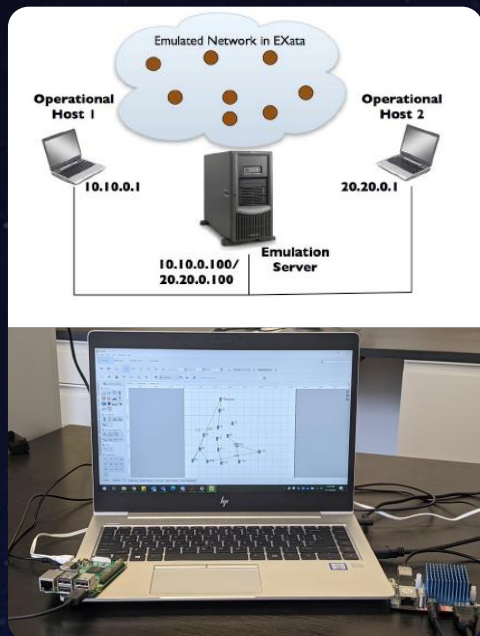 Emulated Network in EXata
Operational
Host 1
Operational
Host 2
10.10.0.1
20.20.0.1
Emulation
Server
10.10.0.100/
20.20.0.100
hp